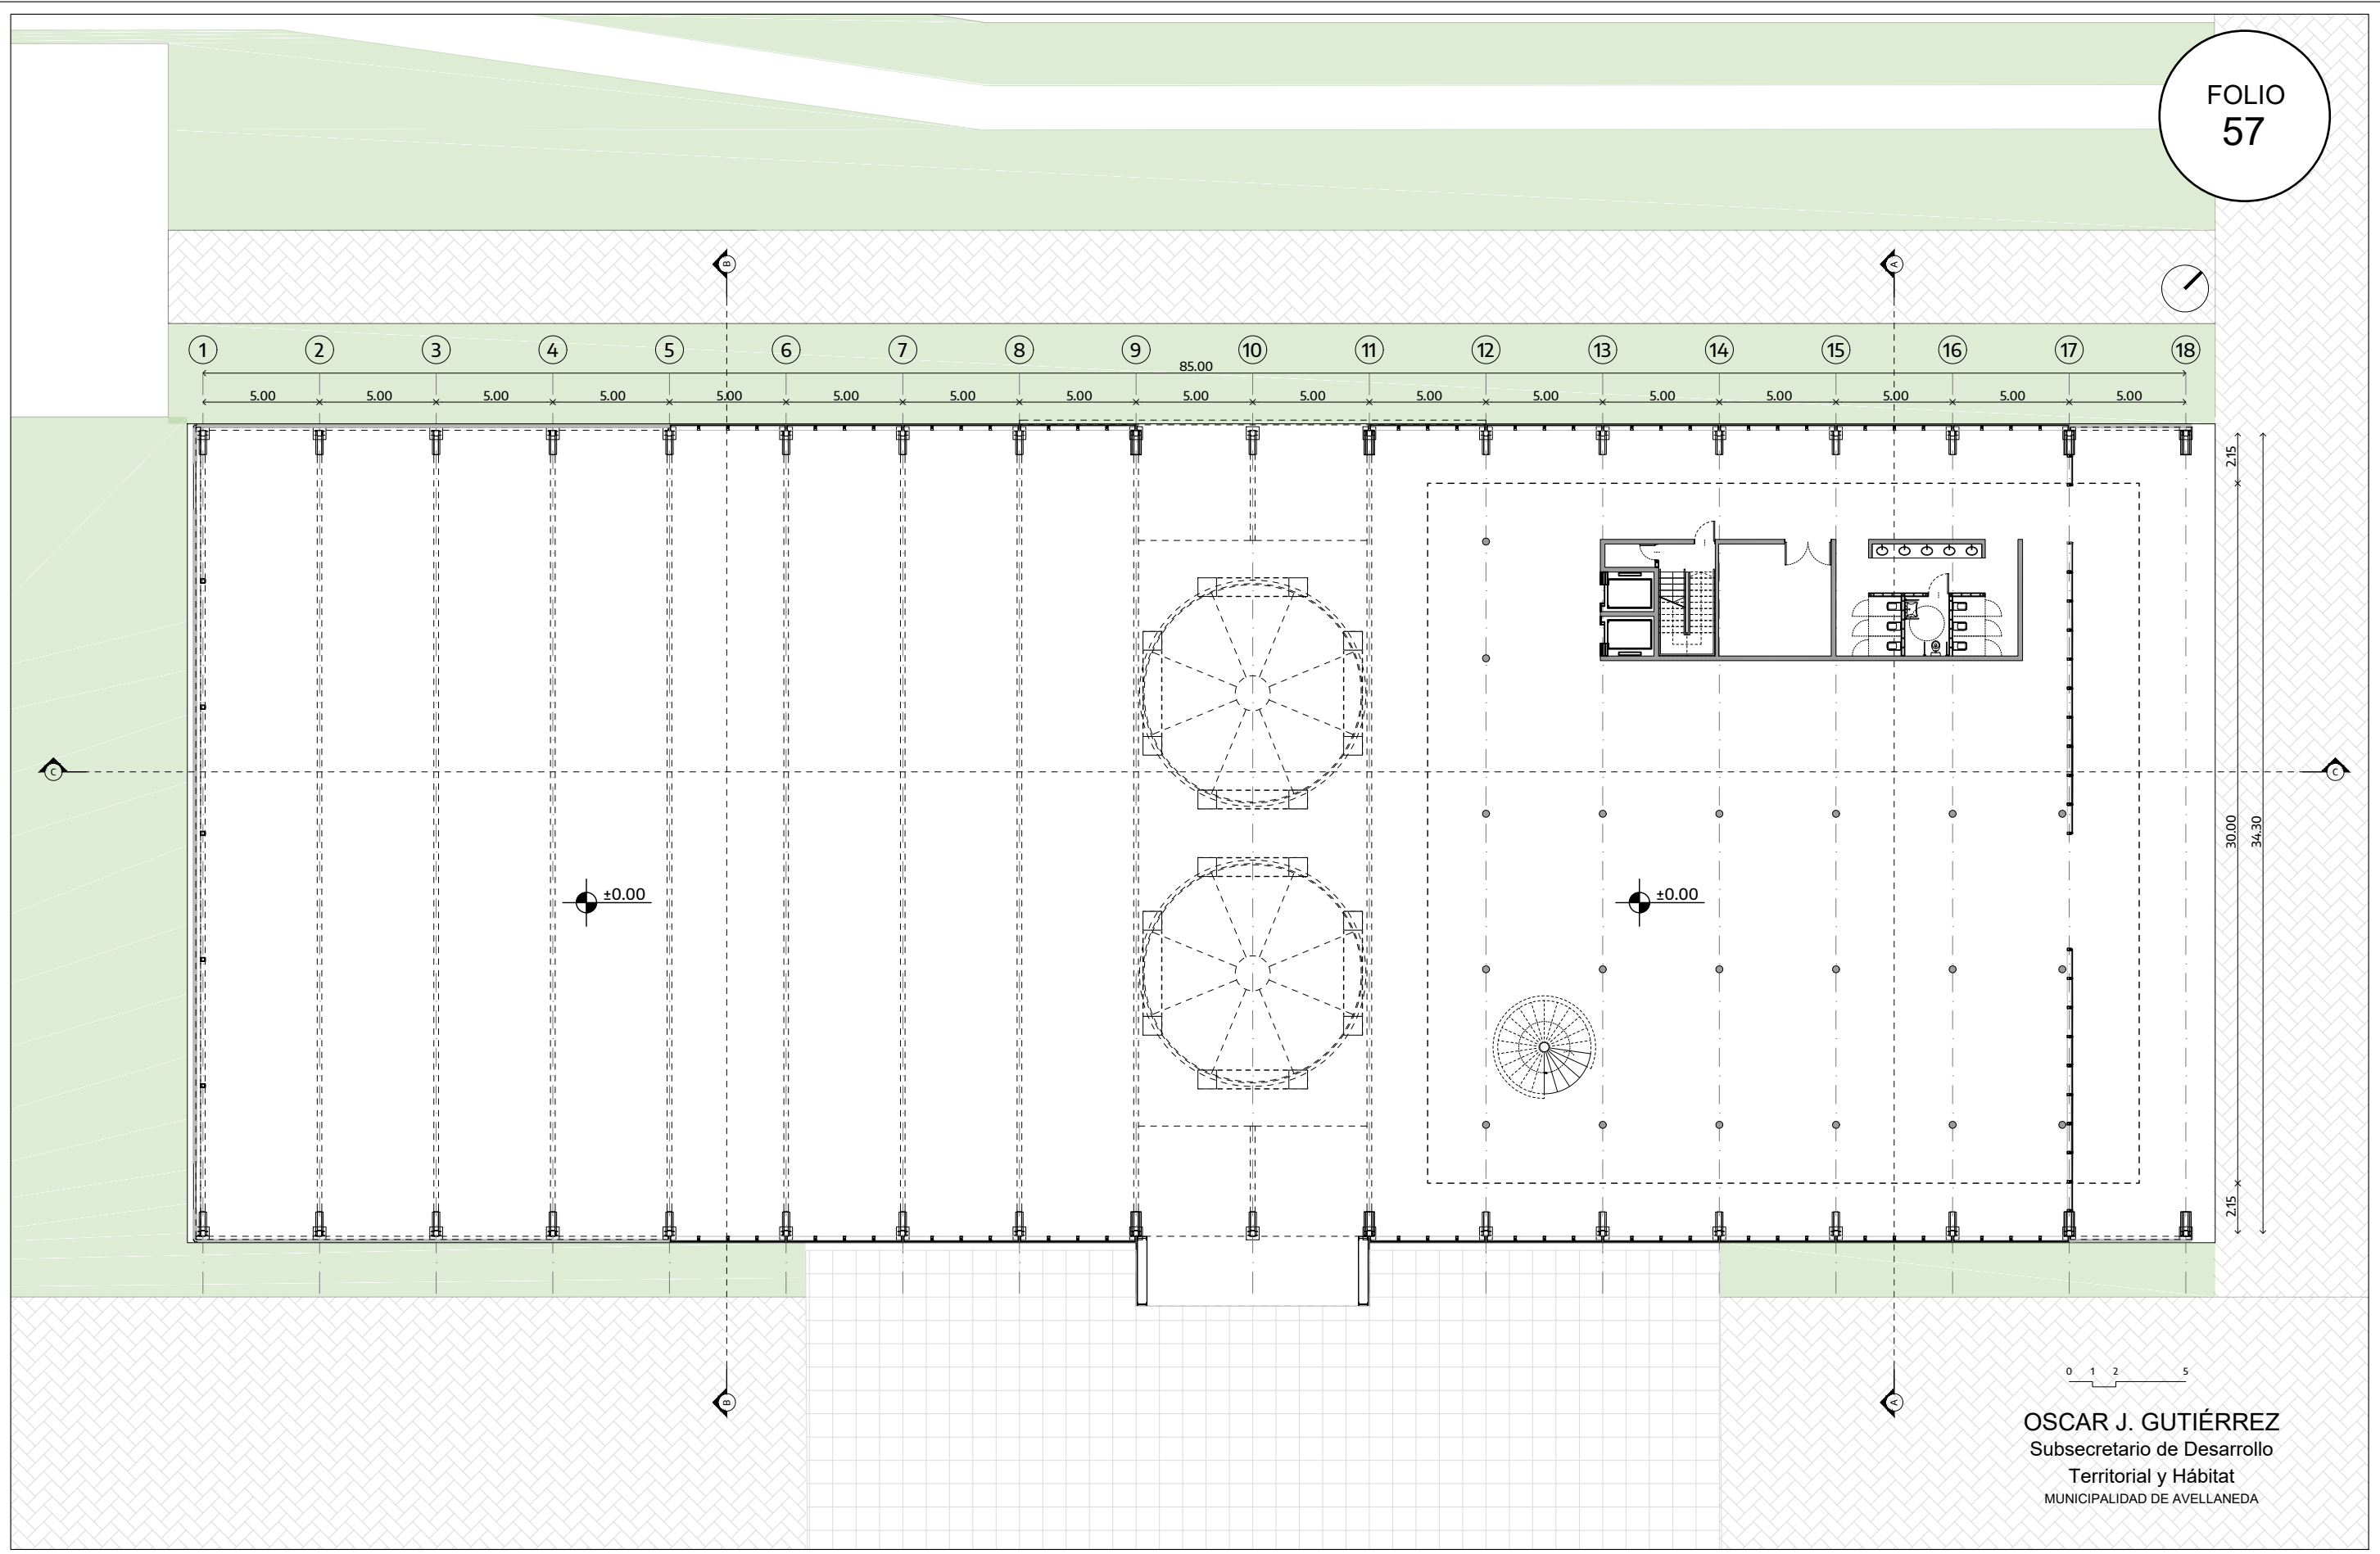 FOLIO
57
B
A
1 2 3 4 5 6 7 8 9 10 11 12 13 14 15 16 17 18
85.00
5.00 5.00 5.00 5.00 5.00 5.00 5.00 5.00 5.00 5.00 5.00 5.00 5.00 5.00 5.00 5.00 5.00
2.15
C
C
30.00
34.30
±0.00
±0.00
2.15
0 1 2 5
B
A
OSCAR J. GUTIÉRREZ
Subsecretario de Desarrollo
Territorial y Hábitat
MUNICIPALIDAD DE AVELLANEDA